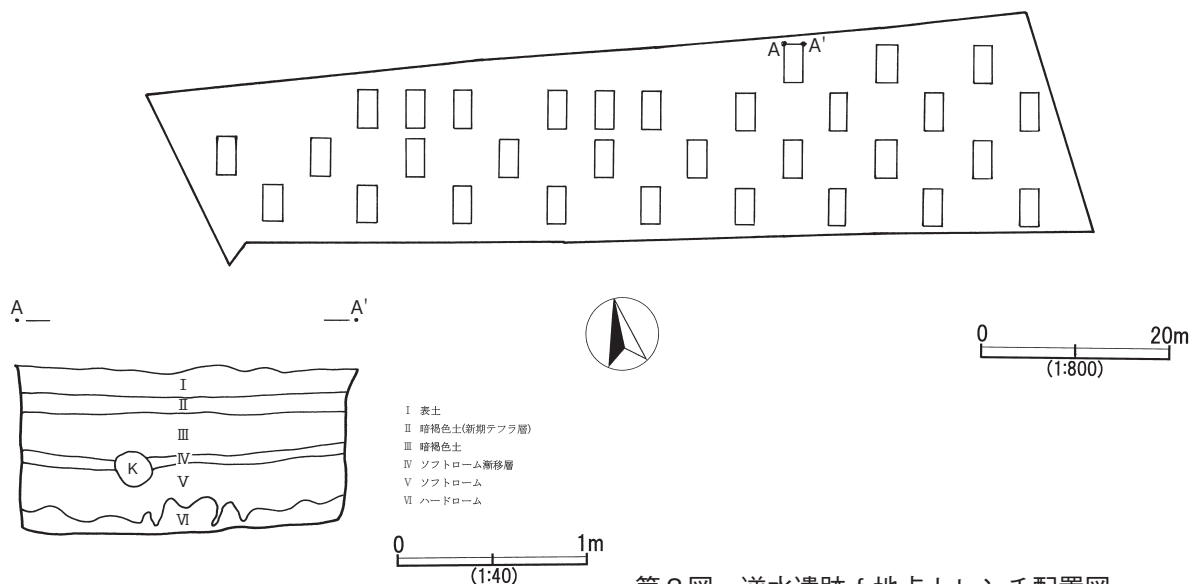 A A'
A A'
0 20m
(1:800)
Ⅰ
Ⅱ
Ⅲ
Ⅳ
K
Ⅴ
Ⅵ
Ⅰ 表土
Ⅱ 暗褐色土(新期テフラ層)
Ⅲ 暗褐色土
Ⅳ ソフトローム漸移層
Ⅴ ソフトローム
Ⅵ ハードローム
0 1m
(1:40)